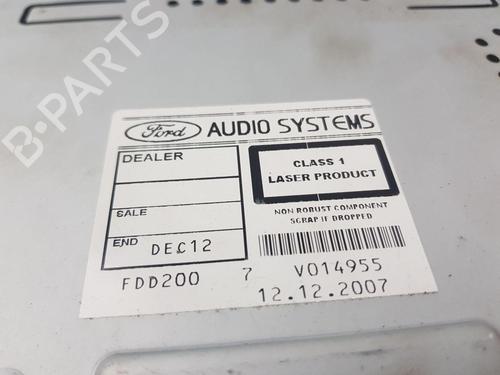 B-PARTS
Ford AUDIO SYSTEMS
DEALER
SALE
END DEC12
CLASS 1
LASER PRODUCT
NON ROBUST COMPONENT
SCRAP IF DROPPED
FDD200 7 V014955
12.12.2007